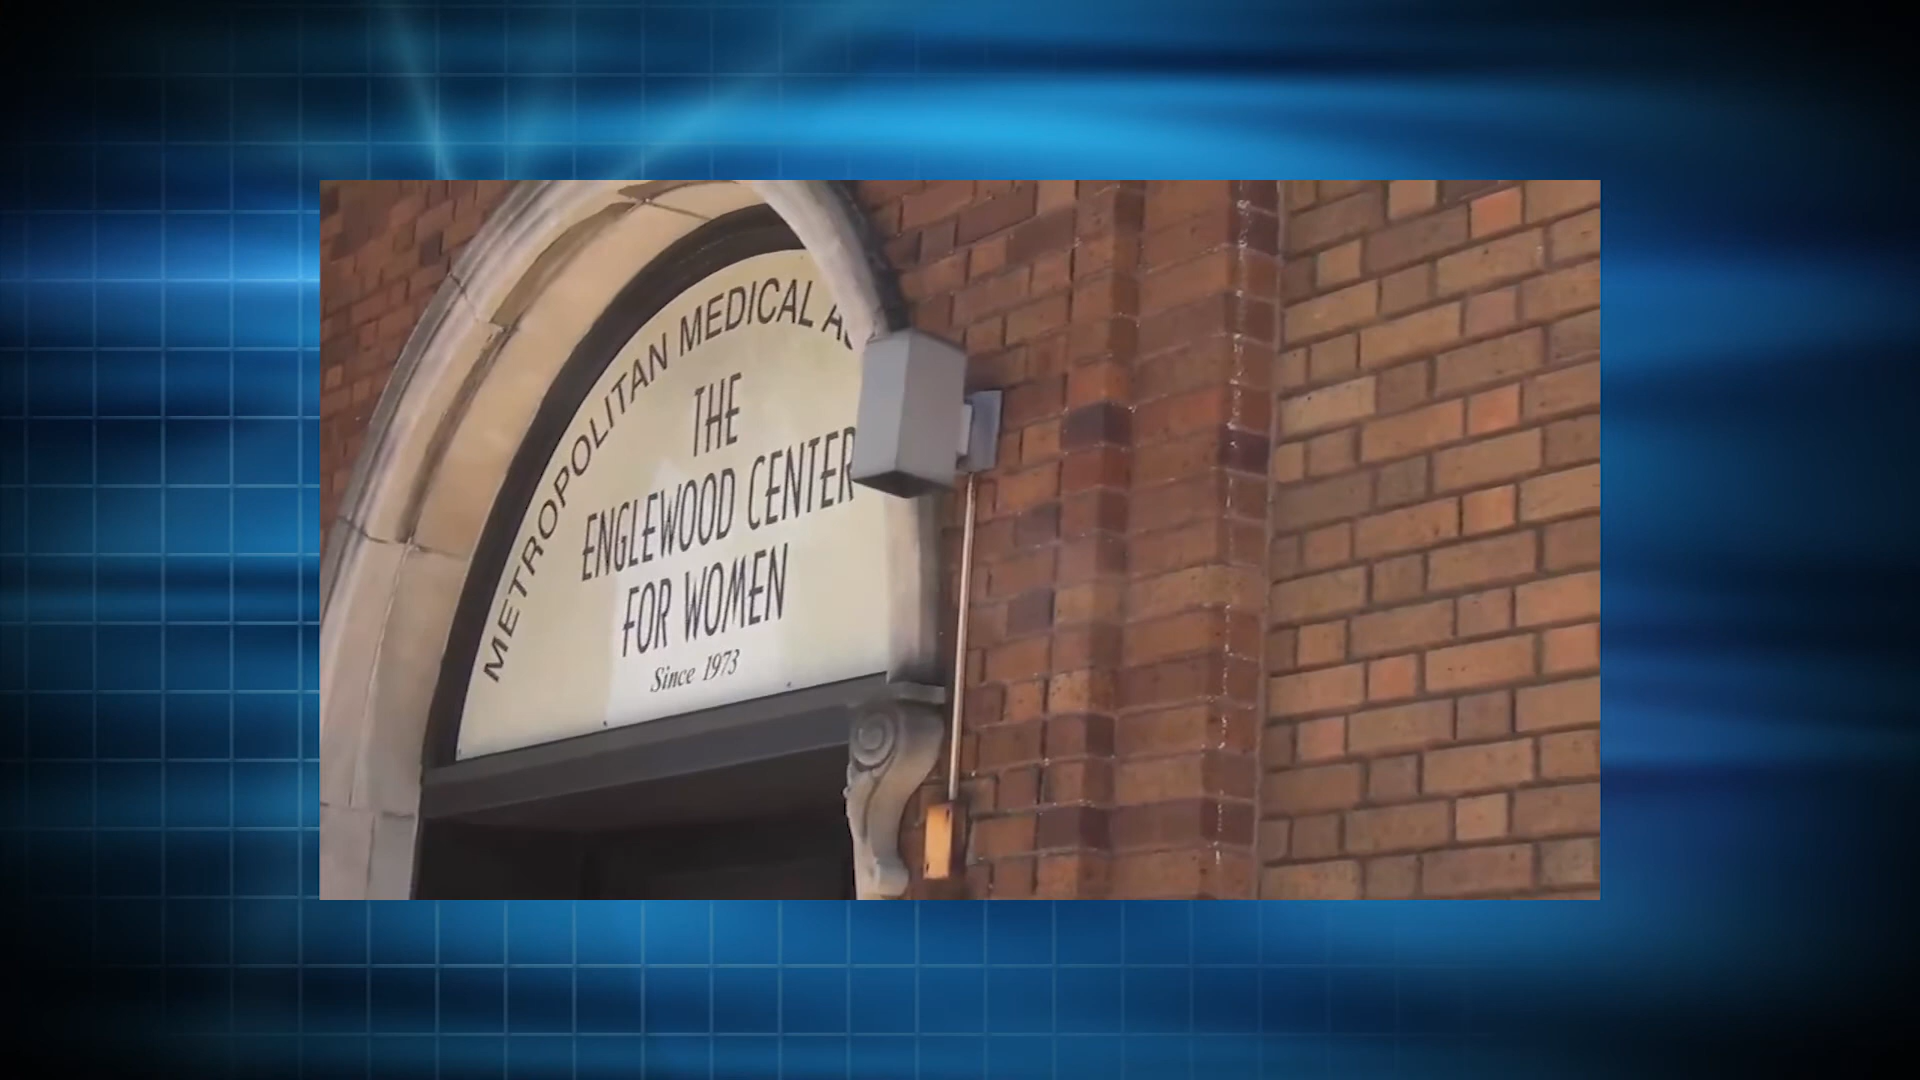 METROPOLITAN MEDICAL
THE
ENGLEWOOD CENTER
FOR WOMEN
Since 1973